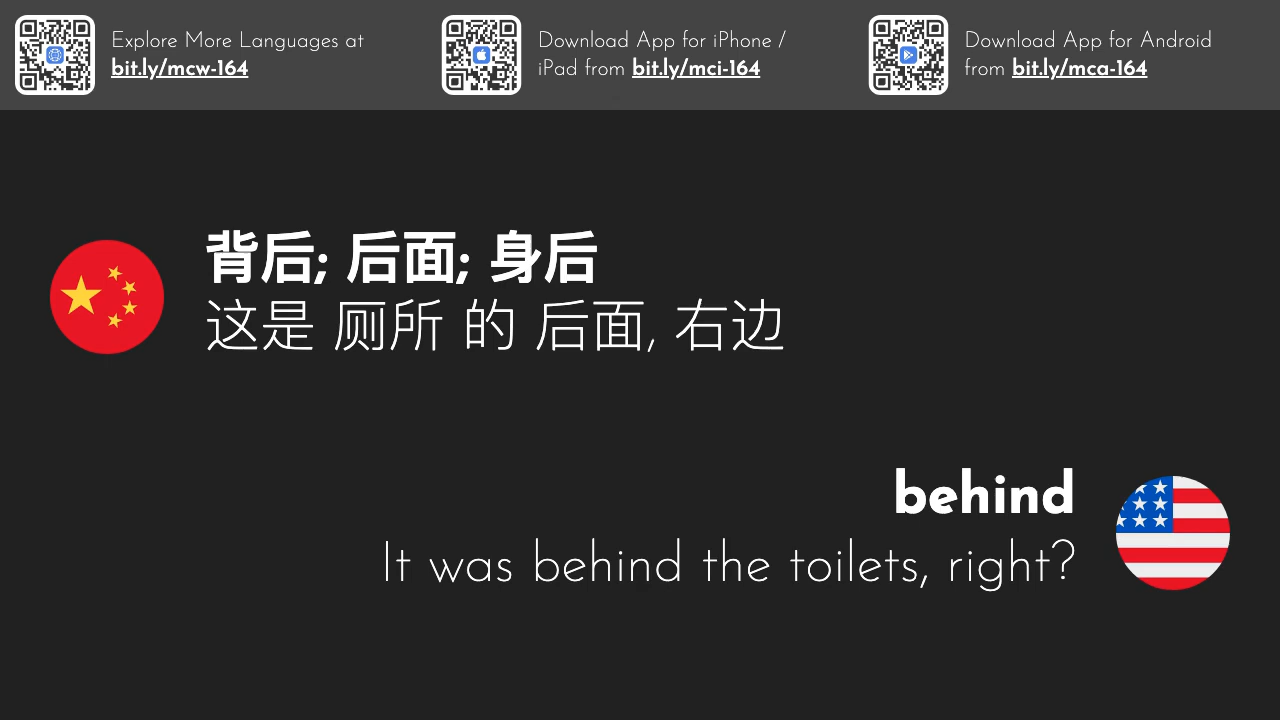 Explore More Languages at
bit.ly/mcw-164
Download App for iPhone /
iPad from bit.ly/mci-164
Download App for Android
from bit.ly/mca-164
背后; 后面; 身后
这是 厕所 的 后面, 右边
behind
It was behind the toilets, right?